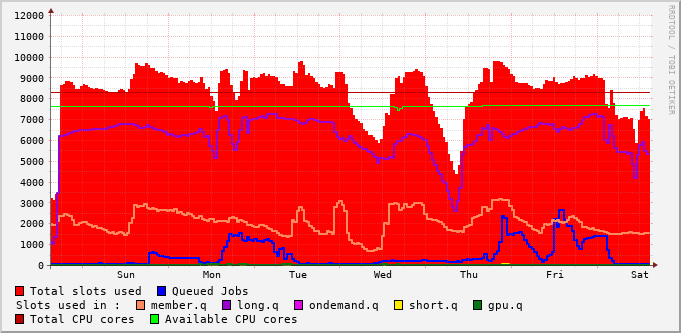 12000
11000
10000
9000
8000
7000
6000
5000
4000
3000
2000
1000
0
Sun Mon Tue Wed Thu Fri Sat
Total slots used Queued Jobs
Slots used in : member.q long.q ondemand.q short.q gpu.q
Total CPU cores Available CPU cores
RRDTOOL / TOBI OETIKER